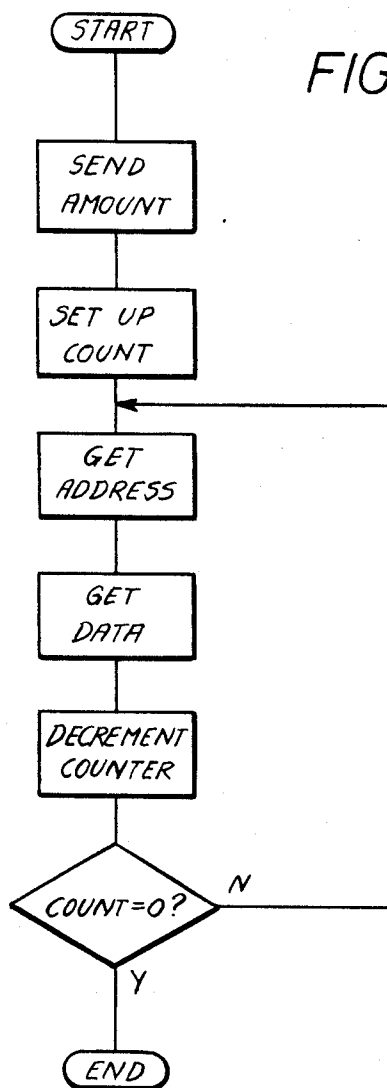 START
FIG
SEND
AMOUNT
SET UP
COUNT
GET
ADDRESS
GET
DATA
DECREMENT
COUNTER
COUNT=0?
N
Y
END